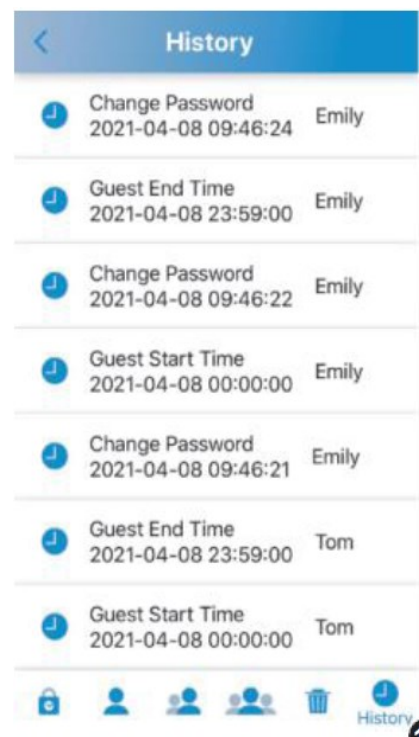 History
Change Password
2021-04-08 09:46:24
Emily
Guest End Time
2021-04-08 23:59:00
Emily
Change Password
2021-04-08 09:46:22
Emily
Guest Start Time
2021-04-08 00:00:00
Emily
Change Password
2021-04-08 09:46:21
Emily
Guest End Time
2021-04-08 23:59:00
Tom
Guest Start Time
2021-04-08 00:00:00
Tom
History